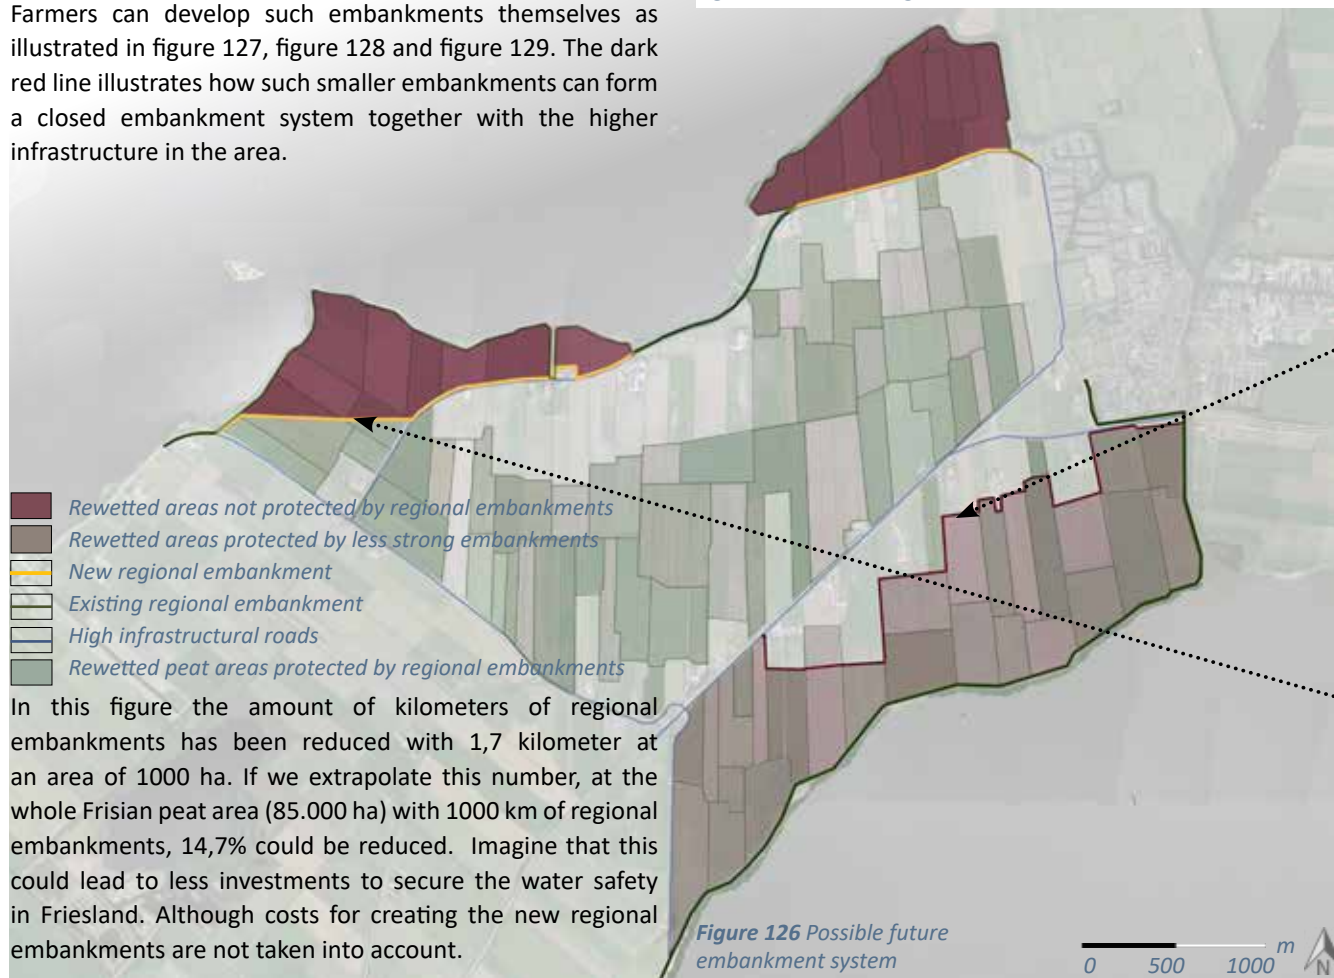 Farmers can develop such embankments themselves as
illustrated in figure 127, figure 128 and figure 129. The dark
red line illustrates how such smaller embankments can form
a closed embankment system together with the higher
infrastructure in the area.
Rewetted areas not protected by regional embankments
Rewetted areas protected by less strong embankments
New regional embankment
Existing regional embankment
High infrastructural roads
Rewetted peat areas protected by regional embankments
In this figure the amount of kilometers of regional
embankments has been reduced with 1,7 kilometer at
an area of 1000 ha. If we extrapolate this number, at the
whole Frisian peat area (85.000 ha) with 1000 km of regional
embankments, 14,7% could be reduced. Imagine that this
could lead to less investments to secure the water safety
in Friesland. Although costs for creating the new regional
embankments are not taken into account.
Figure 126 Possible future
embankment system
m
0 500 1000
N